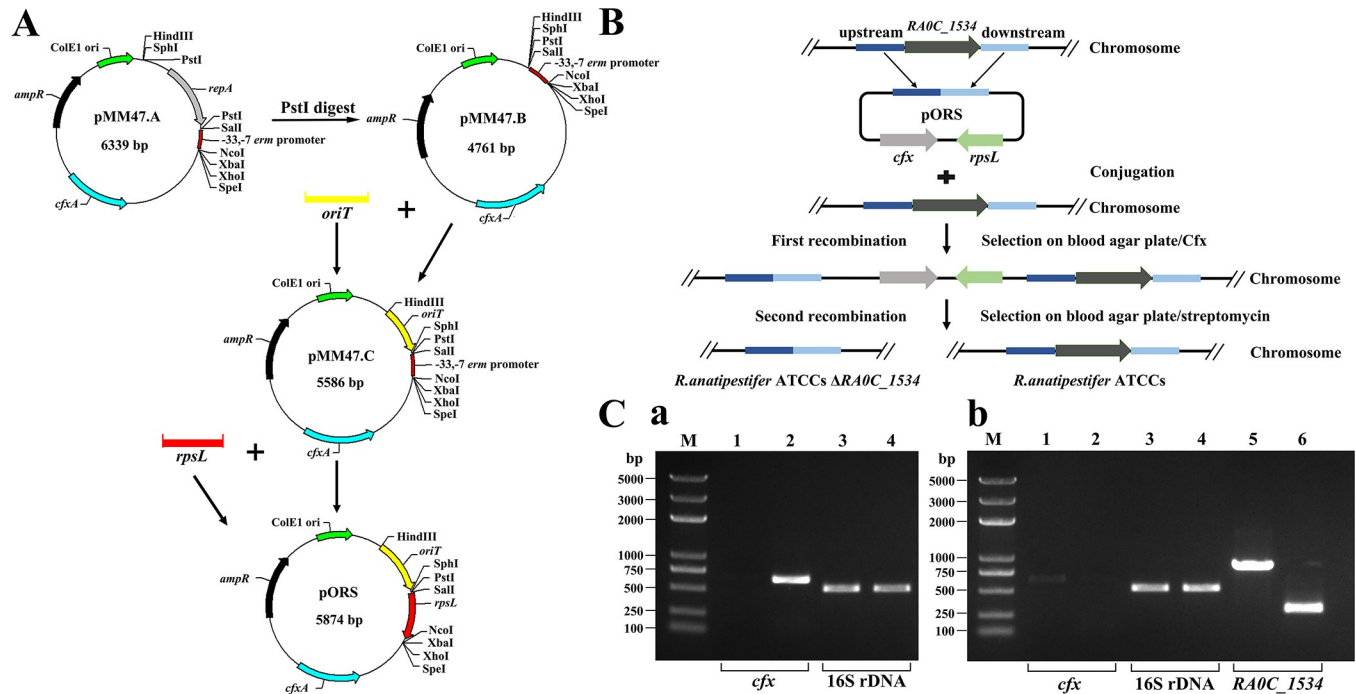 A
ColE1 ori
HindIII
SphI
PstI
ampR
repA
pMM47.A
6339 bp
PstI
SalI
-33,-7 erm promoter
NcoI
XbaI
XhoI
SpeI
cfxA
PstI digest
HindIII
SphI
PstI
SalI
ColE1 ori
-33,-7 erm promoter
NcoI
XbaI
XhoI
SpeI
ampR
pMM47.B
4761 bp
cfxA
oriT
+
ColE1 ori
HindIII
oriT
SphI
PstI
SalI
-33,-7 erm promoter
ampR
pMM47.C
5586 bp
NcoI
XbaI
XhoI
SpeI
cfxA
rpsL
+
ColE1 ori
HindIII
oriT
SphI
PstI
SalI
rpsL
ampR
pORS
5874 bp
NcoI
XbaI
XhoI
SpeI
cfxA
B
upstream RA0C_1534 downstream
Chromosome
pORS
cfx rpsL
+ Conjugation
Chromosome
First recombination Selection on blood agar plate/Cfx
Chromosome
Second recombination Selection on blood agar plate/streptomycin
Chromosome
R.anatipestifer ATCCs ΔRA0C_1534 R.anatipestifer ATCCs
C a
M 1 2 3 4
bp
5000
3000
2000
1000
750
500
250
100
cfx 16S rDNA
b
M 1 2 3 4 5 6
bp
5000
3000
2000
1000
750
500
250
100
cfx 16S rDNA RA0C_1534